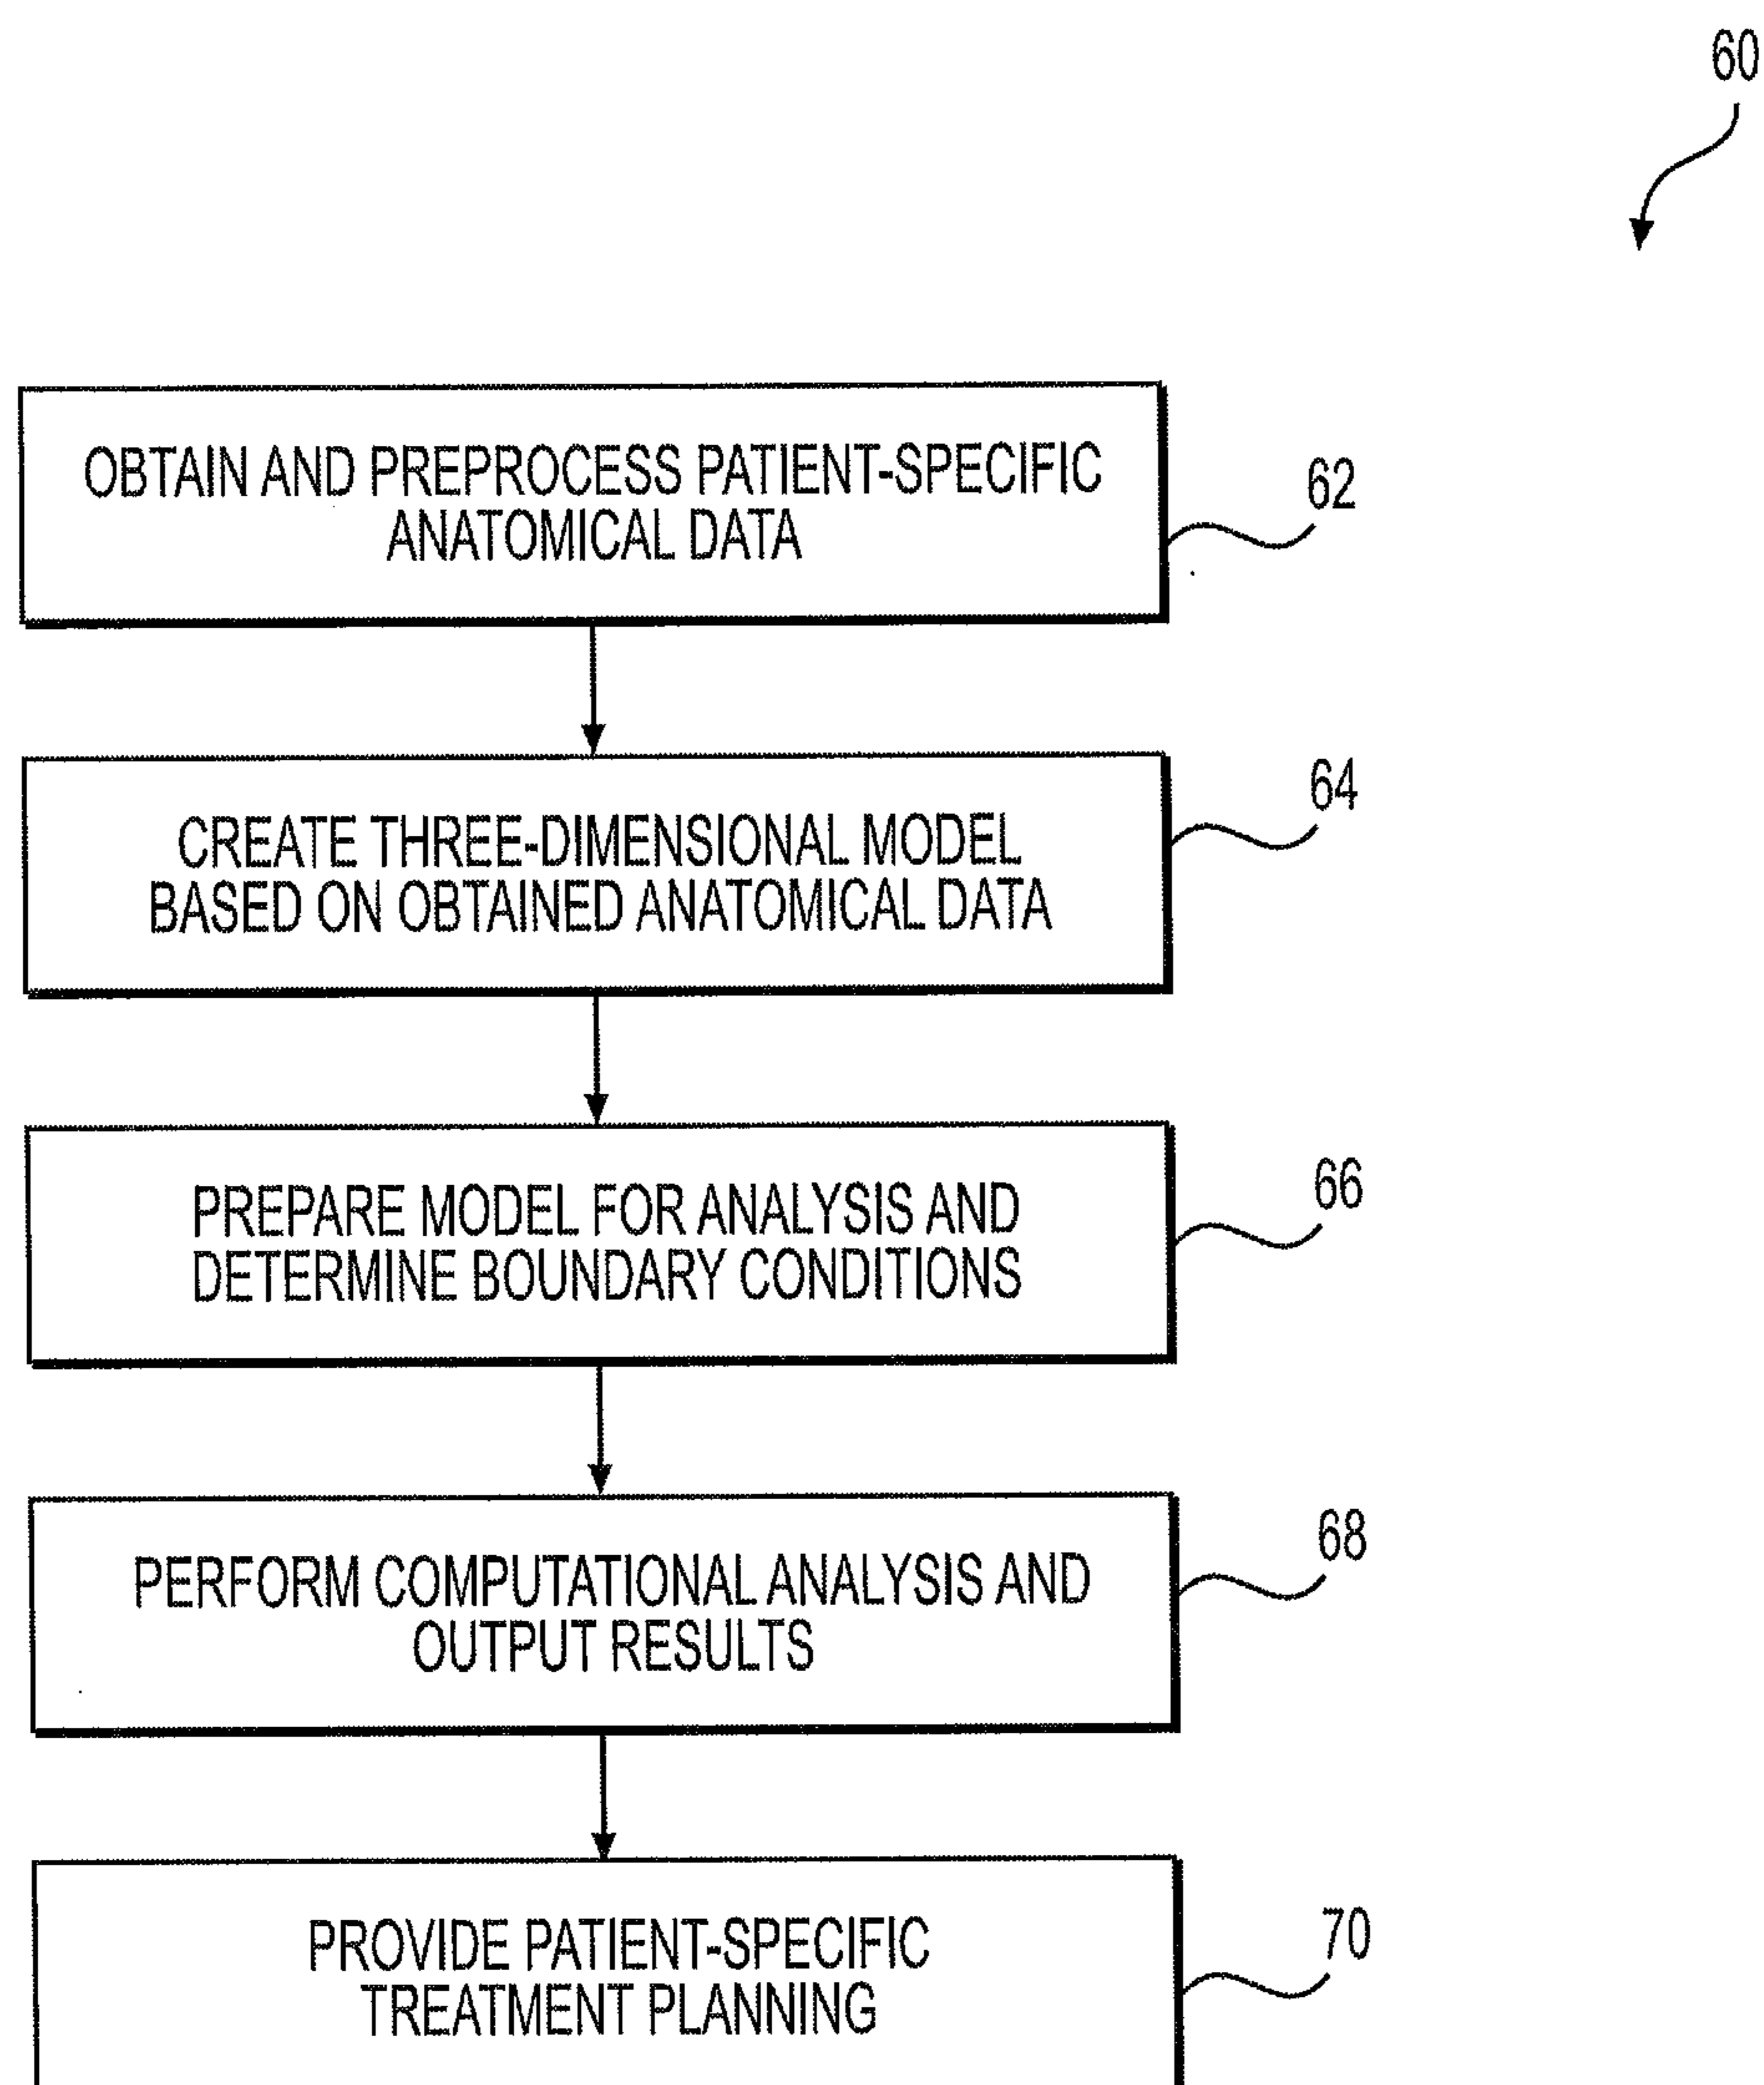 60
OBTAIN AND PREPROCESS PATIENT-SPECIFIC
ANATOMICAL DATA
62
CREATE THREE-DIMENSIONAL MODEL
BASED ON OBTAINED ANATOMICAL DATA
64
PREPARE MODEL FOR ANALYSIS AND
DETERMINE BOUNDARY CONDITIONS
66
PERFORM COMPUTATIONAL ANALYSIS AND
OUTPUT RESULTS
68
PROVIDE PATIENT-SPECIFIC
TREATMENT PLANNING
70